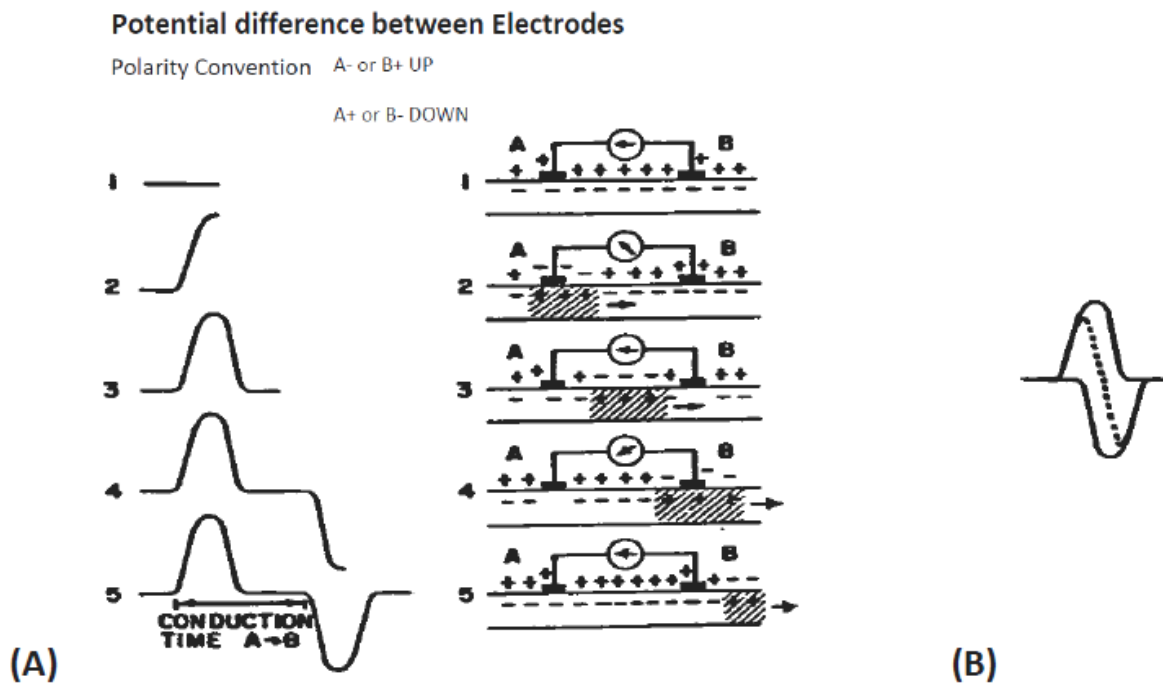 Potential difference between Electrodes
Polarity Convention A- or B+ UP
A+ or B- DOWN
1
2
3
4
5
CONDUCTION
TIME A→B
A B
1
A B
2
A B
3
A B
4
A B
5
(A)
(B)